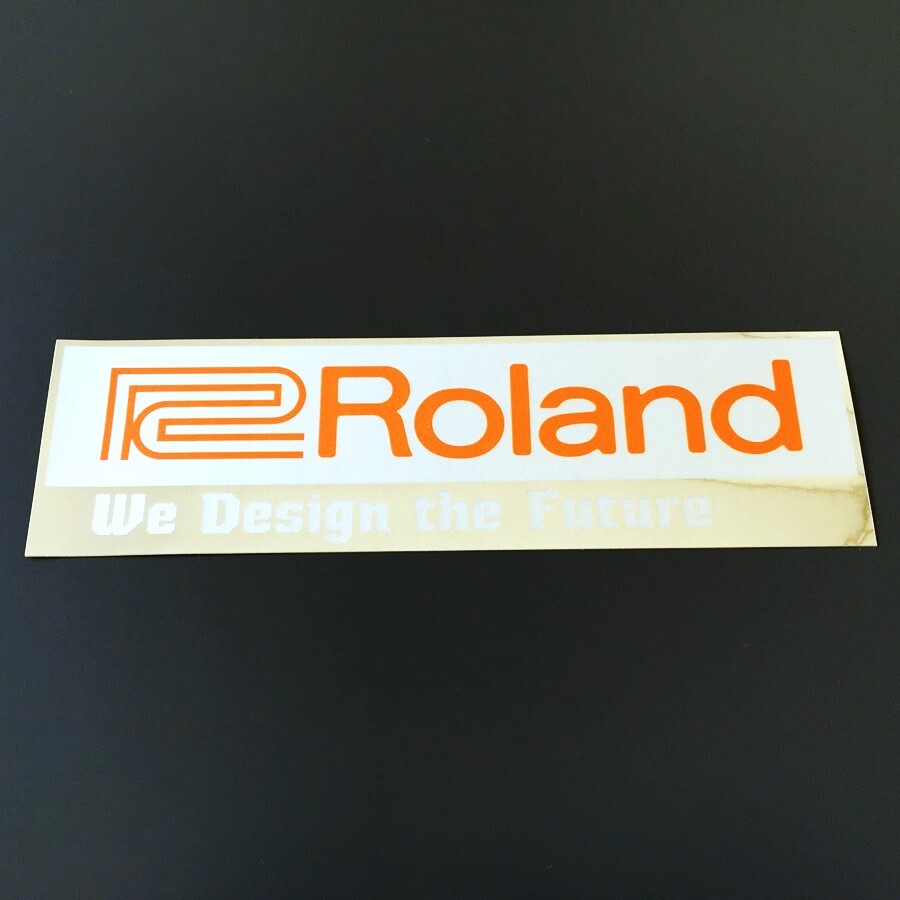 Roland
We Design the Future